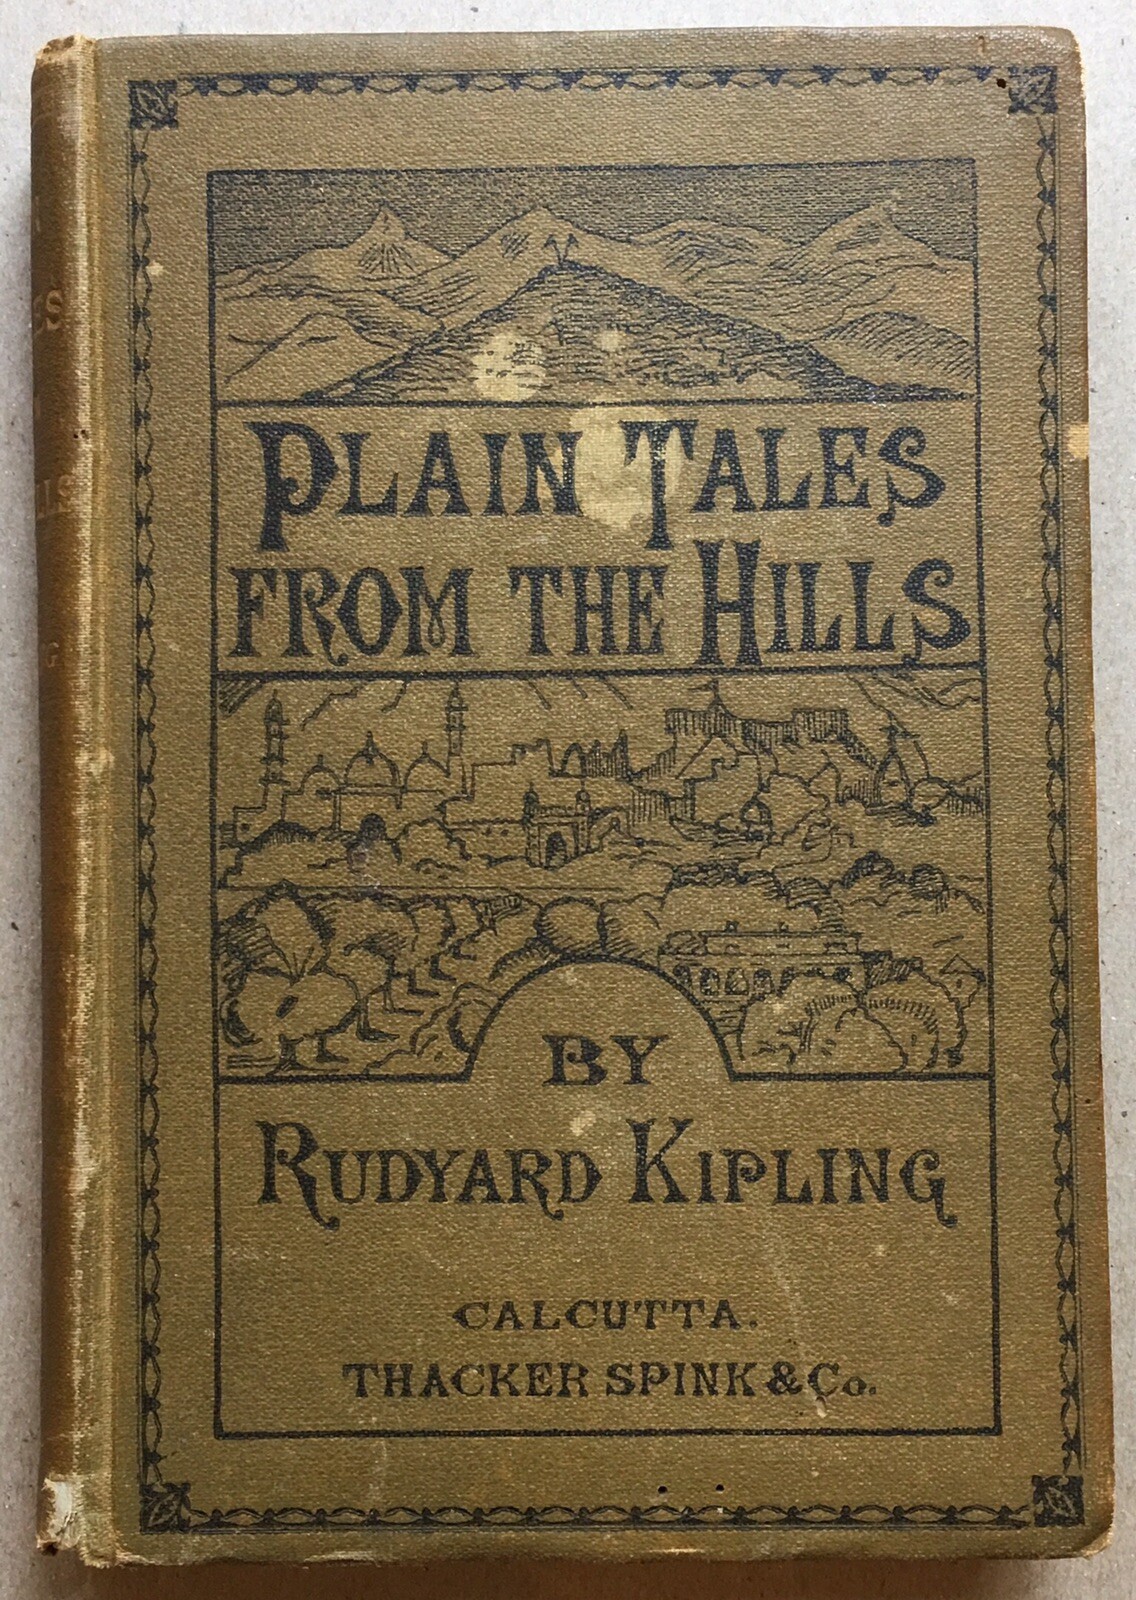 PLAIN TALES
FROM THE HILLS
BY
RUDYARD KIPLING
CALCUTTA.
THACKER SPINK & Co.